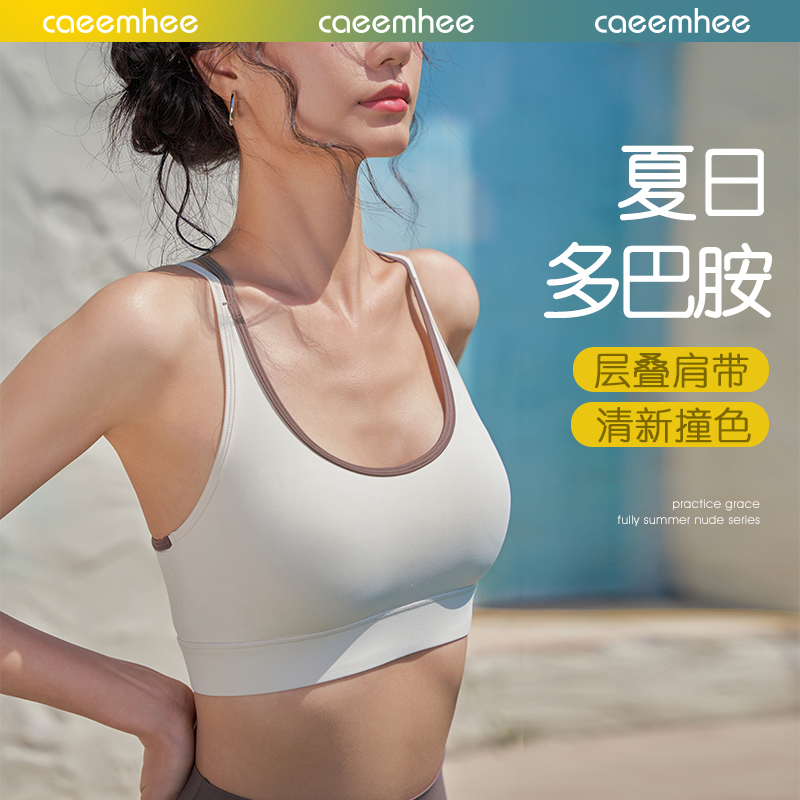 caeemhee caeemhee caeemhee
夏日
多巴胺
层叠肩带
清新撞色
practice grace
fully summer nude series